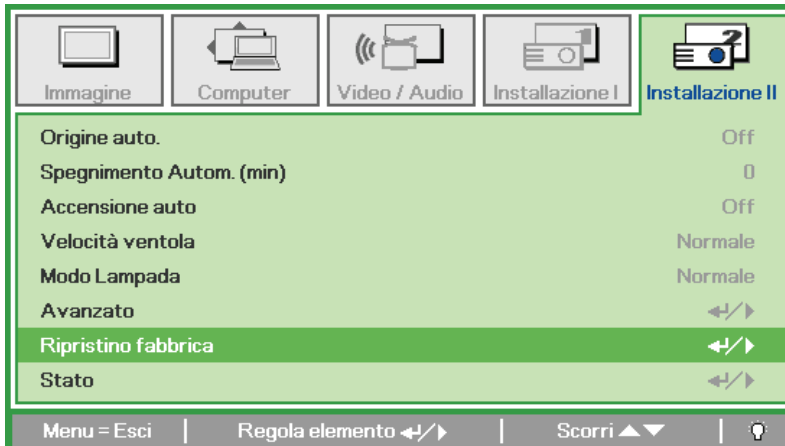 Immagine Computer Video / Audio Installazione I Installazione II
Origine auto. Off
Spegnimento Autom. (min) 0
Accensione auto Off
Velocità ventola Normale
Modo Lampada Normale
Avanzato
Ripristino fabbrica
Stato
Menu = Esci Regola elemento Scorri